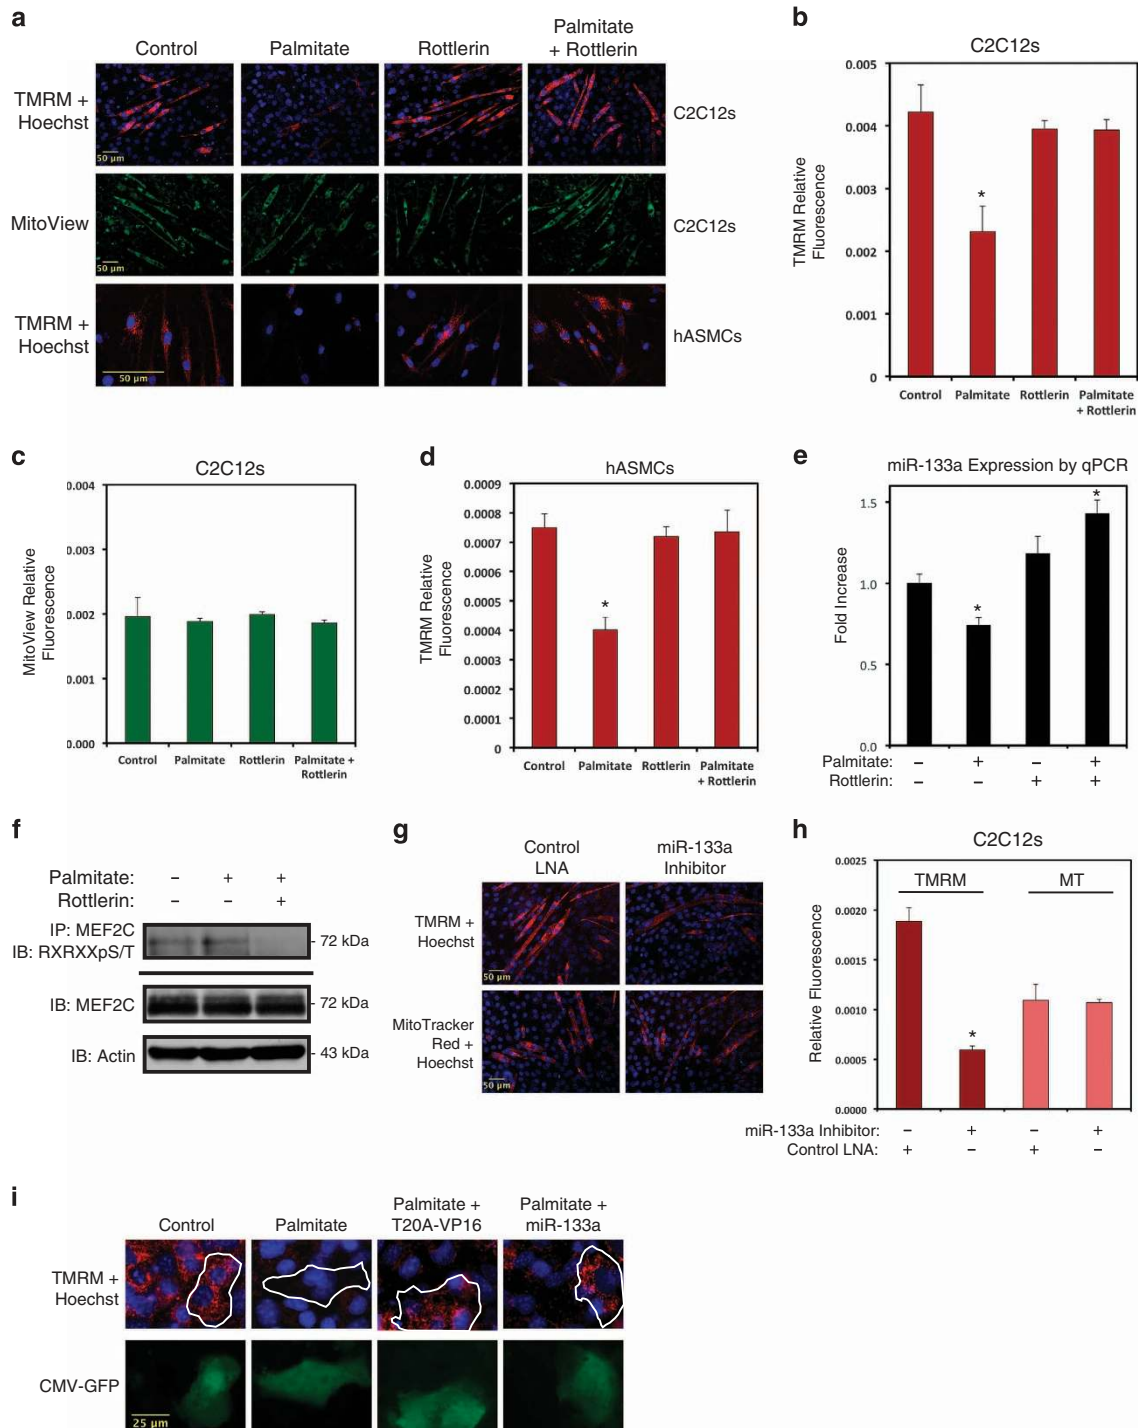 a
Control
Palmitate
Rottlerin
Palmitate
+ Rottlerin
TMRM +
Hoechst
50 µm
C2C12s
MitoView
50 µm
C2C12s
TMRM +
Hoechst
50 µm
hASMCs
b
C2C12s
TMRM Relative
Fluorescence
0.005
0.004
0.003
0.002
0.001
0
*
Control
Palmitate
Rottlerin
Palmitate
+ Rottlerin
c
C2C12s
MitoView Relative
Fluorescence
0.004
0.003
0.002
0.001
0.000
Control
Palmitate
Rottlerin
Palmitate +
Rottlerin
d
hASMCs
TMRM Relative
Fluorescence
0.0009
0.0008
0.0007
0.0006
0.0005
0.0004
0.0003
0.0002
0.0001
0
*
Control
Palmitate
Rottlerin
Palmitate
+ Rottlerin
e
miR-133a Expression by qPCR
Fold Increase
1.5
1.0
0.5
0.0
*
*
Palmitate: – + – +
Rottlerin: – – + +
f
Palmitate: – + +
Rottlerin: – – +
IP: MEF2C
IB: RXRXXpS/T
- 72 kDa
IB: MEF2C
- 72 kDa
IB: Actin
- 43 kDa
g
Control
LNA
miR-133a
Inhibitor
TMRM +
Hoechst
50 µm
MitoTracker
Red +
Hoechst
50 µm
h
C2C12s
Relative Fluorescence
0.0025
0.0020
0.0015
0.0010
0.0005
0.0000
TMRM
MT
*
miR-133a Inhibitor: – + – +
Control LNA: + – + –
i
Control
Palmitate
Palmitate +
T20A-VP16
Palmitate +
miR-133a
TMRM +
Hoechst
CMV-GFP
25 µm